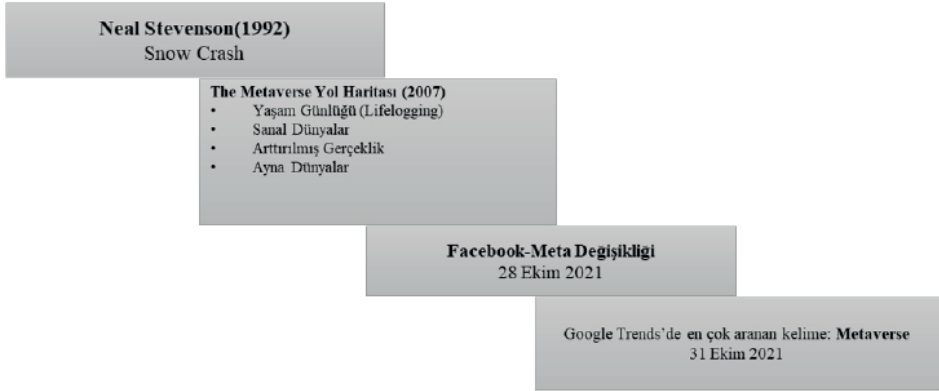 Neal Stevenson(1992)
Snow Crash
The Metaverse Yol Haritası (2007)
• Yaşam Günlüğü (Lifelogging)
• Sanal Dünyalar
• Arttırılmış Gerçeklik
• Ayna Dünyalar
Facebook-Meta Değişikliği
28 Ekim 2021
Google Trends’de en çok aranan kelime: Metaverse
31 Ekim 2021